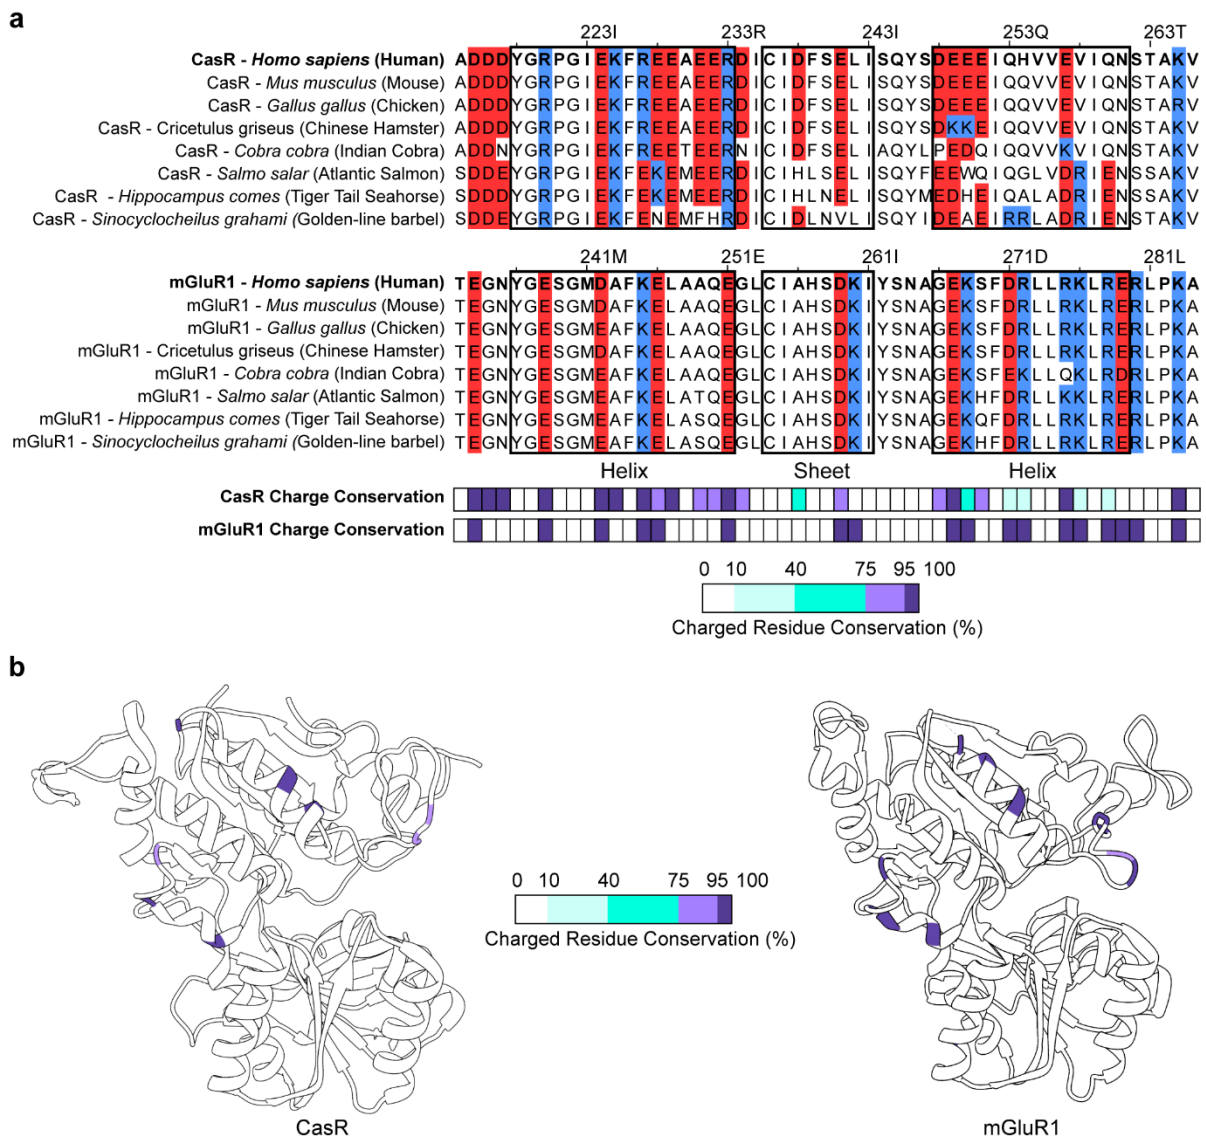 a
223I 233R 243I 253Q 263T
CasR - Homo sapiens (Human) ADDDYGRPGIEKFREEAEERDICIDFSELISQYSDEEEIQHVVEVIQNSTAKV
CasR - Mus musculus (Mouse) ADDDYGRPGIEKFREEAEERDICIDFSELISQYSDEEEIQQVVEVIQNSTAKV
CasR - Gallus gallus (Chicken) ADDDYGRPGIEKFREEAEERDICIDFSELISQYSDEEEIQQVVEVIQNSTARV
CasR - Cricetulus griseus (Chinese Hamster) ADDDYGRPGIEKFREEAEERDICIDFSELISQYSDKKEIQQVVEVIQNSTAKV
CasR - Cobra cobra (Indian Cobra) ADDNYGRPGIEKFREETEERNICIDFSELIAQYLPEDQIQQVVKVIQNSTAKV
CasR - Salmo salar (Atlantic Salmon) SDDEYGRPGIEKFEKEMEERDICIHLSELISQYFEEWQIQGLVDRIENSTAKV
CasR - Hippocampus comes (Tiger Tail Seahorse) SDDEYGRPGIEKFEKEMEERDICIHLNELISQYMEDHEIQALADRIENSSAKV
CasR - Sinocyclocheilus grahami (Golden-line barbel) SDDEYGRPGIEKFENEMFHRDICIDLNVLISQYIDEAEIRRLADRIENSTAKV
241M 251E 261I 271D 281L
mGluR1 - Homo sapiens (Human) TEGNYGESGMDAFKELAAQEGLCIAHSDKIYSNAGEKSFDRLLRKLRERLPKA
mGluR1 - Mus musculus (Mouse) TEGNYGESGMDAFKELAAQEGLCIAHSDKIYSNAGEKSFDRLLRKLRERLPKA
mGluR1 - Gallus gallus (Chicken) TEGNYGESGMDAFKELAAQEGLCIAHSDKIYSNAGEKSFDRLLRKLRERLPKA
mGluR1 - Cricetulus griseus (Chinese Hamster) TEGNYGESGMDAFKELAAQEGLCIAHSDKIYSNAGEKSFDRLLRKLRERLPKA
mGluR1 - Cobra cobra (Indian Cobra) TEGNYGESGMEAFKELAAQEGLCIAHSDKIYSNAGEKSFEKLLQKLRDRLPKA
mGluR1 - Salmo salar (Atlantic Salmon) TEGNYGESGMEAFKELATQEGLCIAHSDKIYSNAGEKHFDRLLRKLRERLPKA
mGluR1 - Hippocampus comes (Tiger Tail Seahorse) TEGNYGESGMEAFKELASQEGLCIAHSDKIYSNAGEKQFDRLLRKLRERLPKA
mGluR1 - Sinocyclocheilus grahami (Golden-line barbel) TEGNYGESGMEAFKELASQEGLCIAHSDKIYSNAGEKHFDRLLRKLRERLPKA
Helix Sheet Helix
CasR Charge Conservation
mGluR1 Charge Conservation
0 10 40 75 95 100
Charged Residue Conservation (%)
b
0 10 40 75 95 100
Charged Residue Conservation (%)
CasR
mGluR1